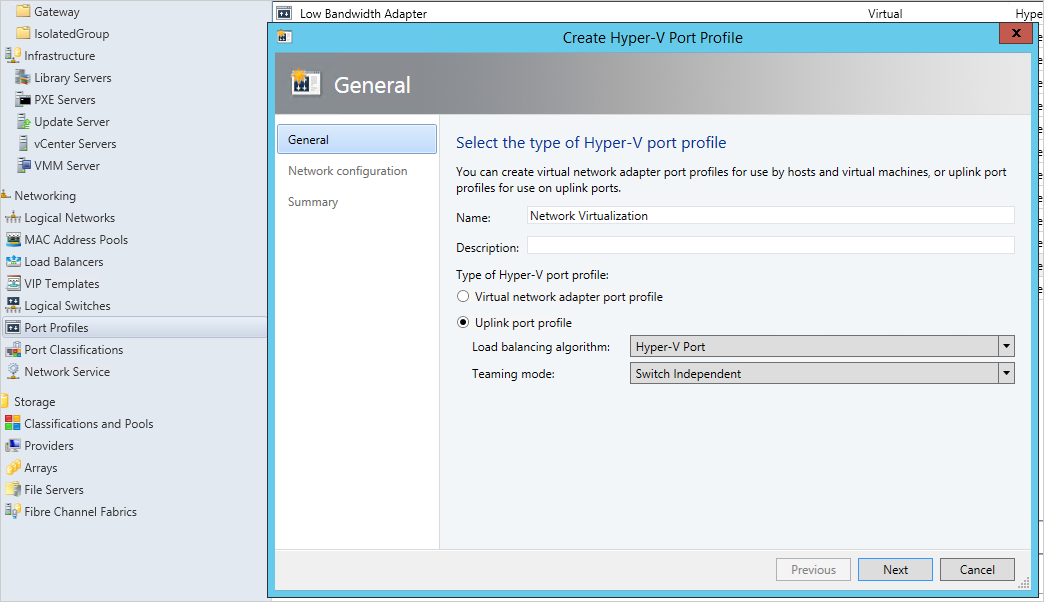 Gateway
IsolatedGroup
Infrastructure
Library Servers
PXE Servers
Update Server
vCenter Servers
VMM Server
Networking
Logical Networks
MAC Address Pools
Load Balancers
VIP Templates
Logical Switches
Port Profiles
Port Classifications
Network Service
Storage
Classifications and Pools
Providers
Arrays
File Servers
Fibre Channel Fabrics
Low Bandwidth Adapter Virtual Hype
Create Hyper-V Port Profile
General
General
Network configuration
Summary
Select the type of Hyper-V port profile
You can create virtual network adapter port profiles for use by hosts and virtual machines, or uplink port
profiles for use on uplink ports.
Name: Network Virtualization
Description:
Type of Hyper-V port profile:
Virtual network adapter port profile
Uplink port profile
Load balancing algorithm: Hyper-V Port
Teaming mode: Switch Independent
Previous Next Cancel